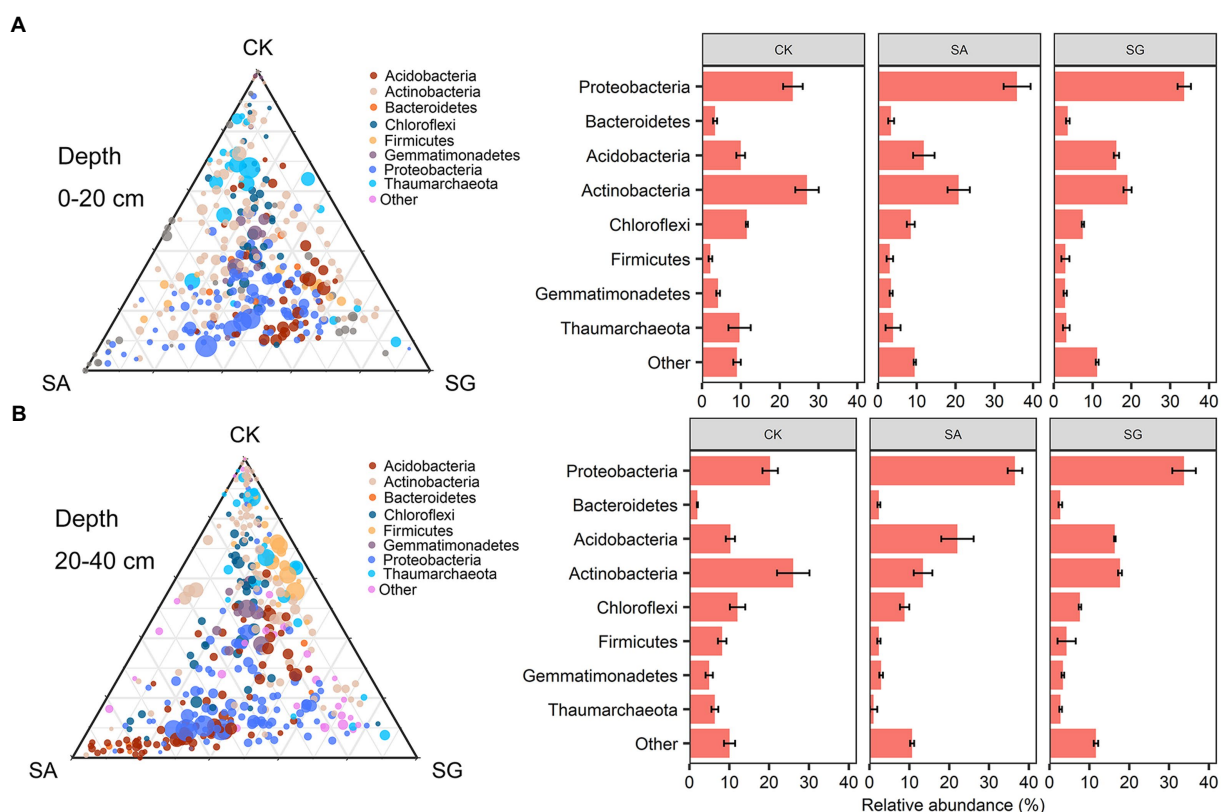 A
CK
Acidobacteria
Actinobacteria
Bacteroidetes
Chloroflexi
Firmicutes
Gemmatimonadetes
Proteobacteria
Thaumarchaeota
Other
Depth
0-20 cm
SA
SG
CK SA SG
Proteobacteria
Bacteroidetes
Acidobacteria
Actinobacteria
Chloroflexi
Firmicutes
Gemmatimonadetes
Thaumarchaeota
Other
0 10 20 30 40 0 10 20 30 40 0 10 20 30 40
B
CK
Acidobacteria
Actinobacteria
Bacteroidetes
Chloroflexi
Firmicutes
Gemmatimonadetes
Proteobacteria
Thaumarchaeota
Other
Depth
20-40 cm
SA
SG
CK SA SG
Proteobacteria
Bacteroidetes
Acidobacteria
Actinobacteria
Chloroflexi
Firmicutes
Gemmatimonadetes
Thaumarchaeota
Other
0 10 20 30 40 0 10 20 30 40 0 10 20 30 40
Relative abundance (%)